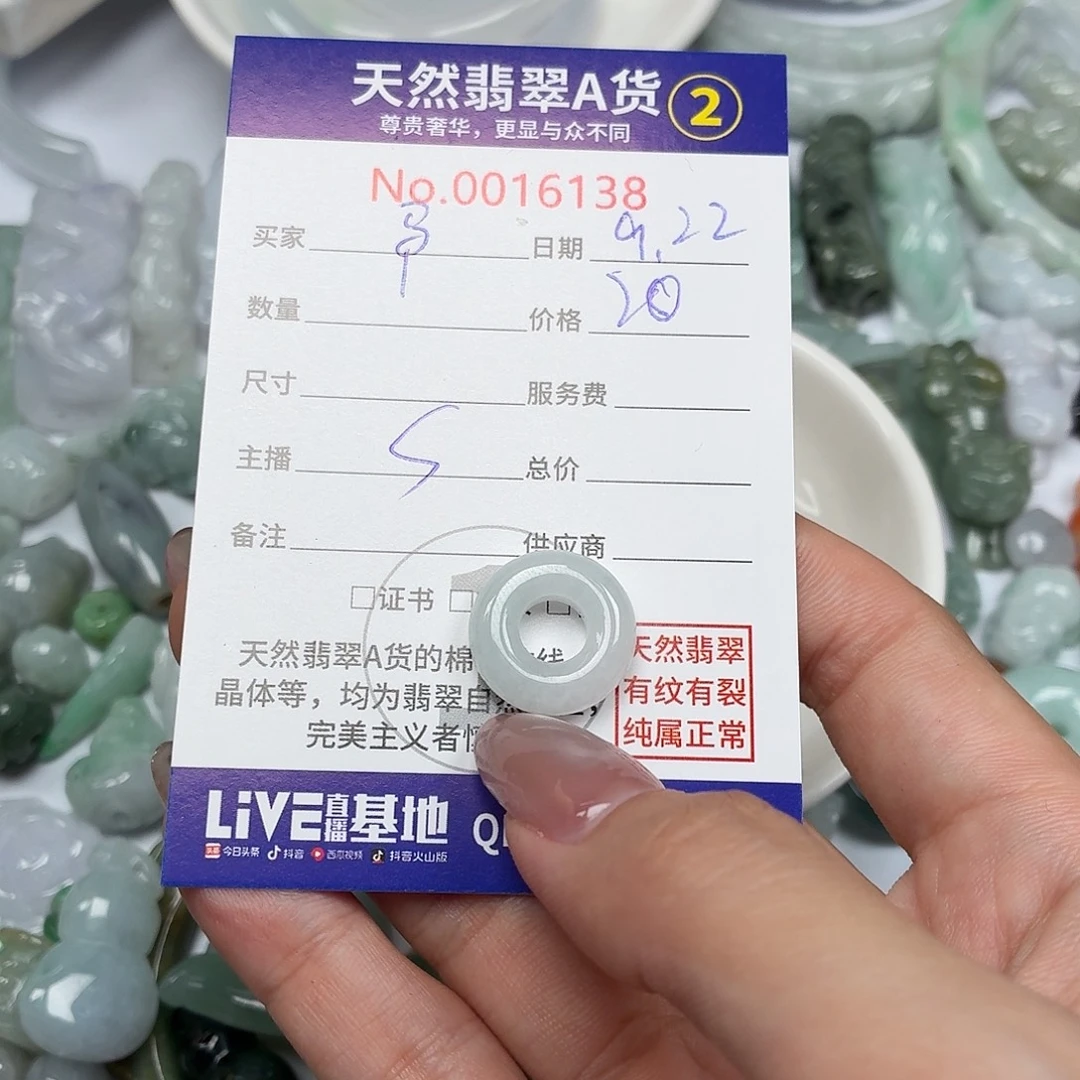 天然翡翠A货 2
尊贵奢华，更显与众不同
No.0016138
买家 日期 9.22
数量 价格 20
尺寸 服务费
主播 总价
备注 供应商
□证书 □
天然翡翠A货的棉 线
晶体等，均为翡翠自然
完美主义者慎
天然翡翠
有纹有裂
纯属正常
LiVE直播基地 Q
今日头条 抖音 西瓜视频 抖音火山版